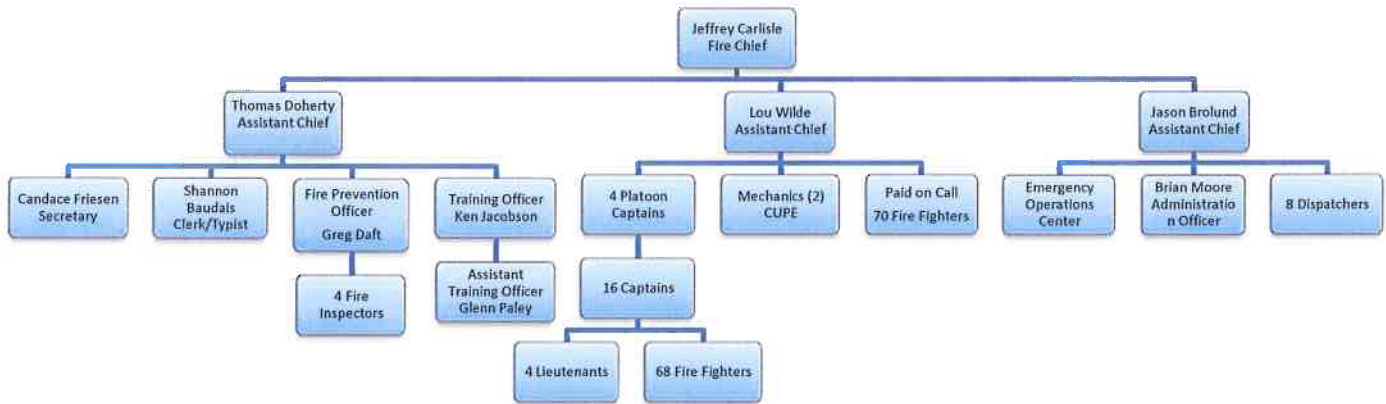 Jeffrey Carlisle
Fire Chief
Thomas Doherty
Assistant Chief
Lou Wilde
Assistant Chief
Jason Brolund
Assistant Chief
Candace Friesen
Secretary
Shannon
Baudais
Clerk/Typist
Fire Prevention
Officer
Greg Daft
Training Officer
Ken Jacobson
4 Platoon
Captains
Mechanics (2)
CUPE
Paid on Call
70 Fire Fighters
Emergency
Operations
Center
Brian Moore
Administratio
n Officer
8 Dispatchers
4 Fire
Inspectors
Assistant
Training Officer
Glenn Paley
16 Captains
4 Lieutenants
68 Fire Fighters